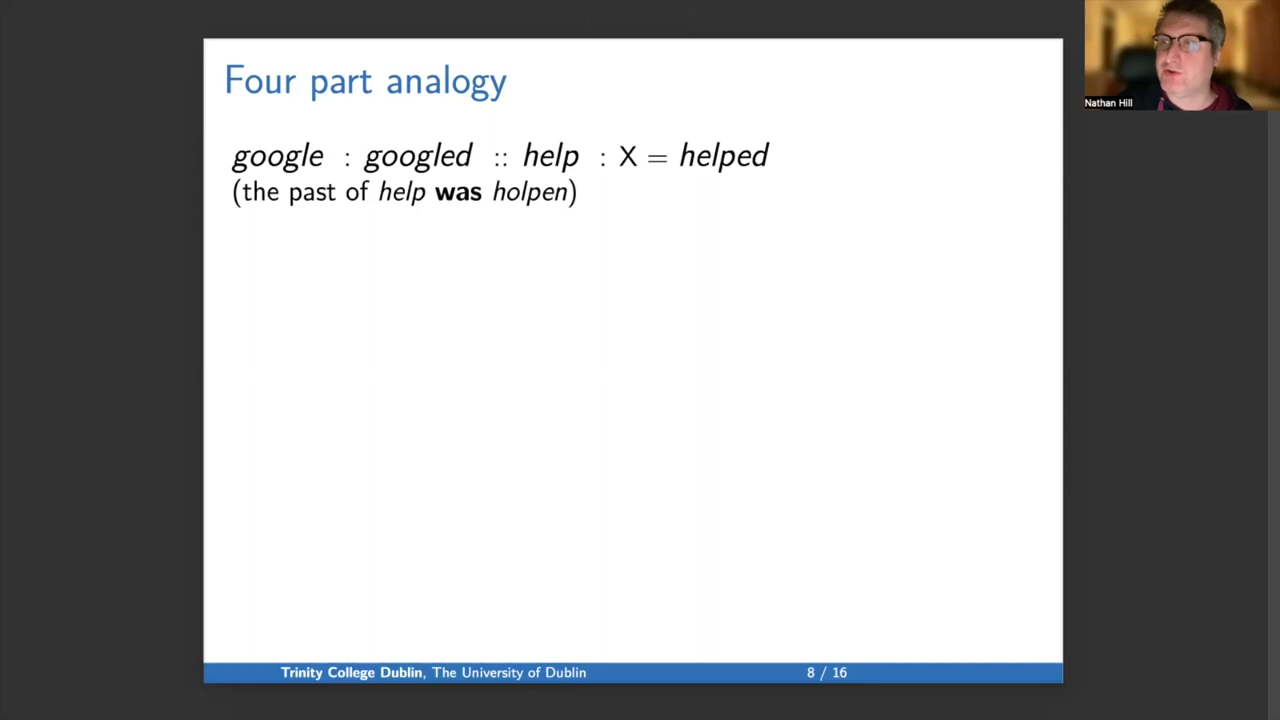 Four part analogy
google : googled :: help : X = helped
(the past of help was holpen)
Nathan Hill
Trinity College Dublin, The University of Dublin 8 / 16